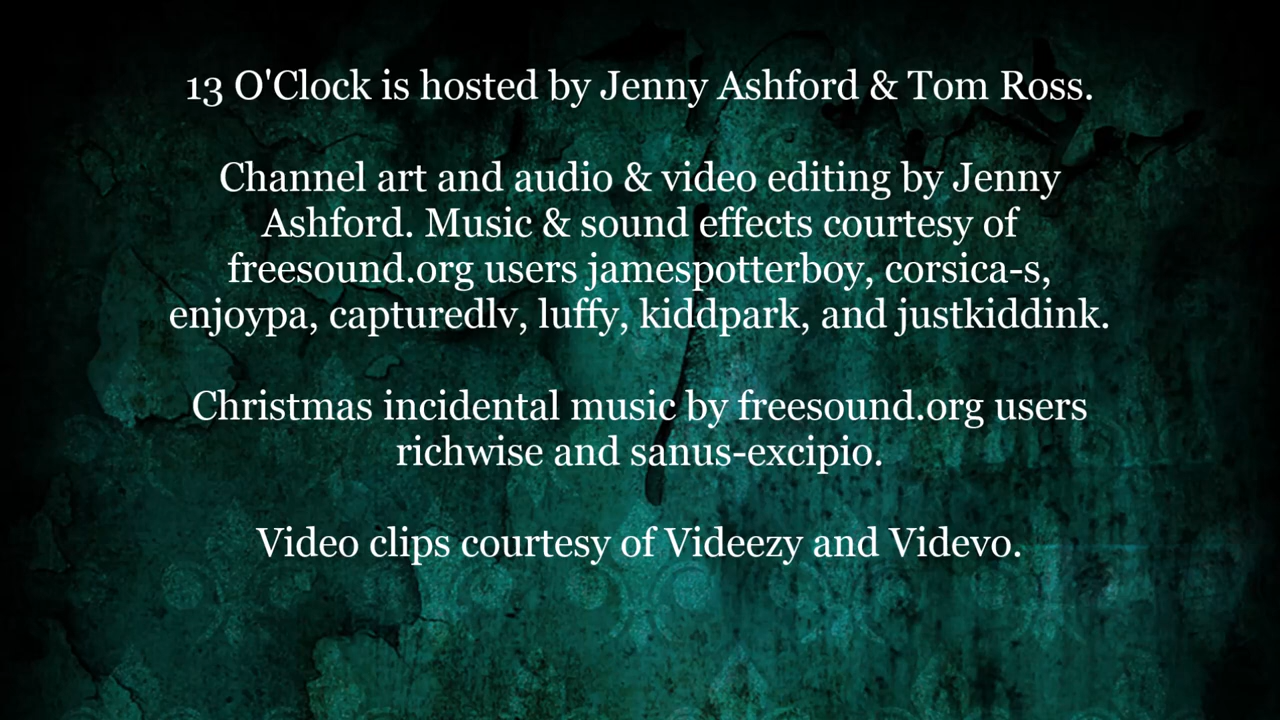 13 O'Clock is hosted by Jenny Ashford & Tom Ross.
Channel art and audio & video editing by Jenny
Ashford. Music & sound effects courtesy of
freesound.org users jamespotterboy, corsica-s,
enjoypa, capturedlv, luffy, kiddpark, and justkiddink.
Christmas incidental music by freesound.org users
richwise and sanus-excipio.
Video clips courtesy of Videezy and Videvo.